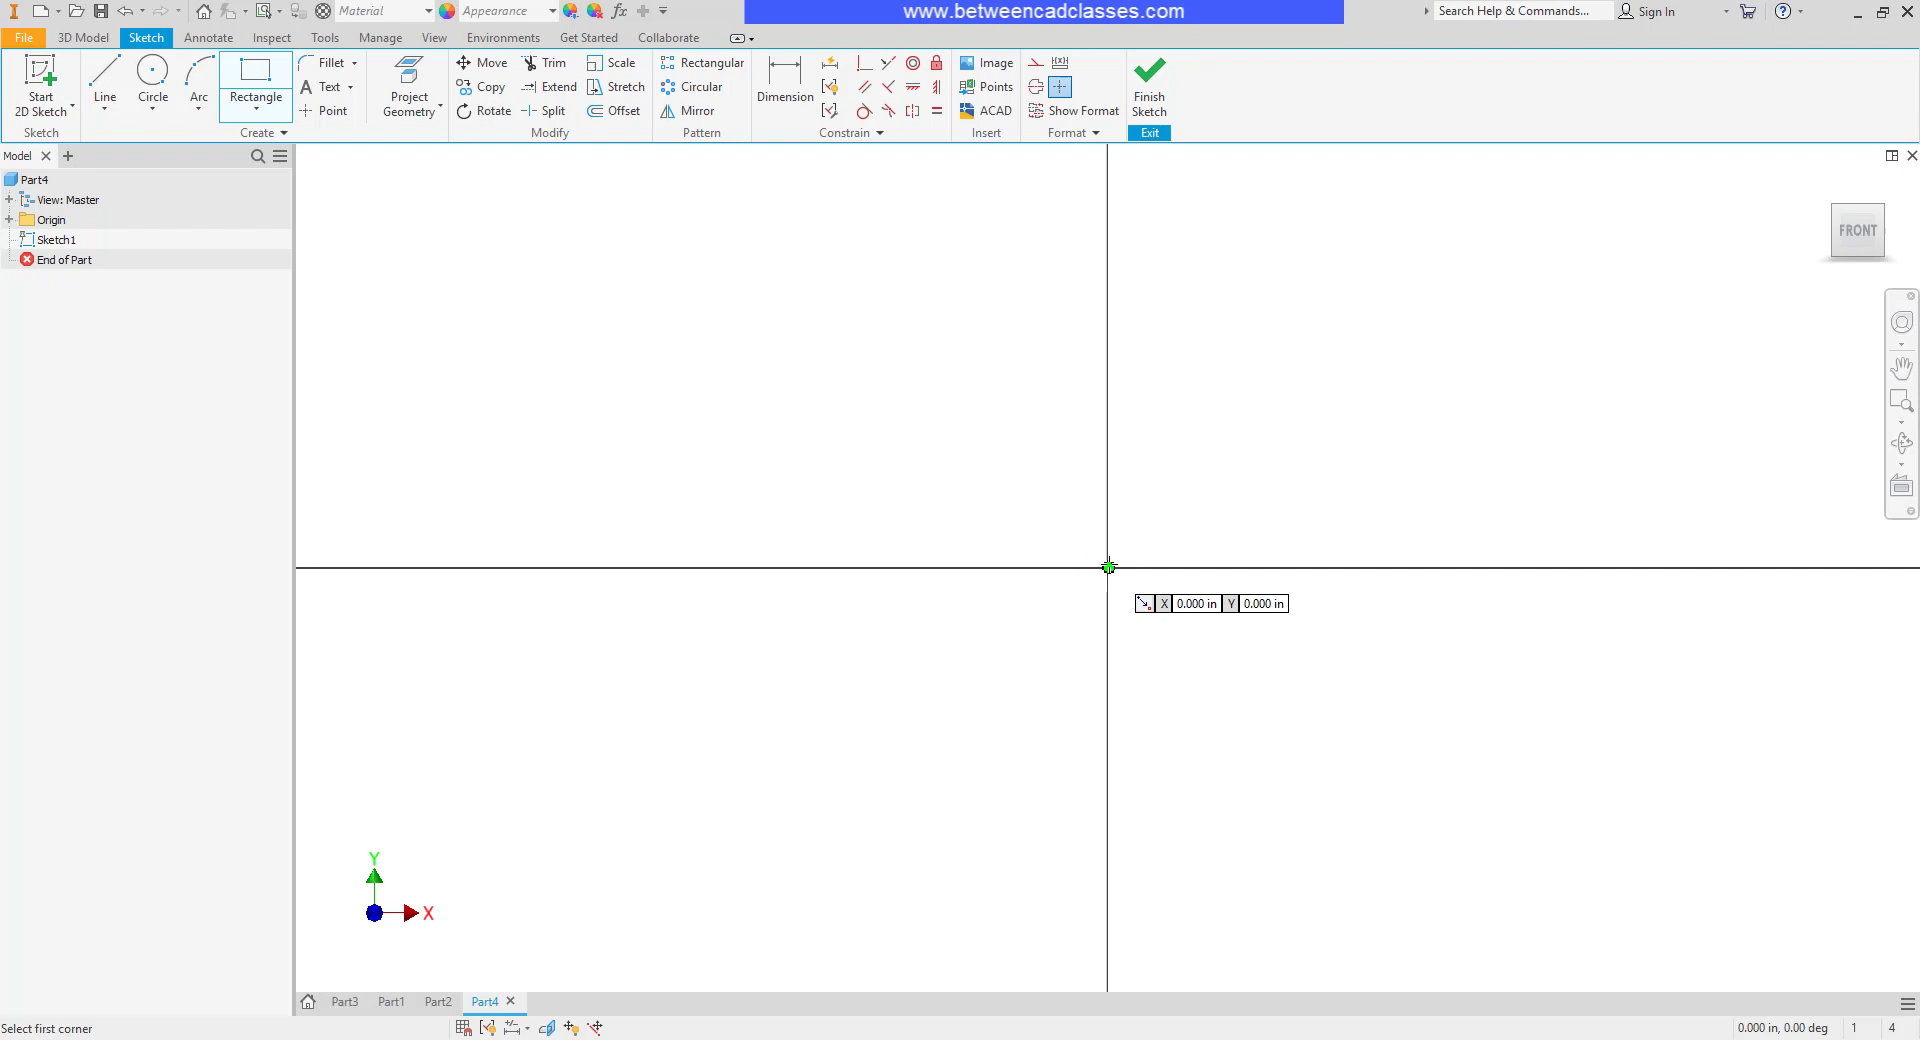 Material
Appearance
www.betweencadclasses.com
Search Help & Commands...
Sign In
File
3D Model
Sketch
Annotate
Inspect
Tools
Manage
View
Environments
Get Started
Collaborate
Start
2D Sketch
Line
Circle
Arc
Rectangle
Fillet
Text
Point
Project
Geometry
Move
Copy
Rotate
Trim
Extend
Split
Scale
Stretch
Offset
Rectangular
Circular
Mirror
Dimension
Image
Points
ACAD
Show Format
Finish
Sketch
Sketch
Create
Modify
Pattern
Constrain
Insert
Format
Exit
Model
Part4
View: Master
Origin
Sketch1
End of Part
FRONT
X 0.000 in Y 0.000 in
Y
X
Part3
Part1
Part2
Part4
Select first corner
0.000 in, 0.00 deg
1
4